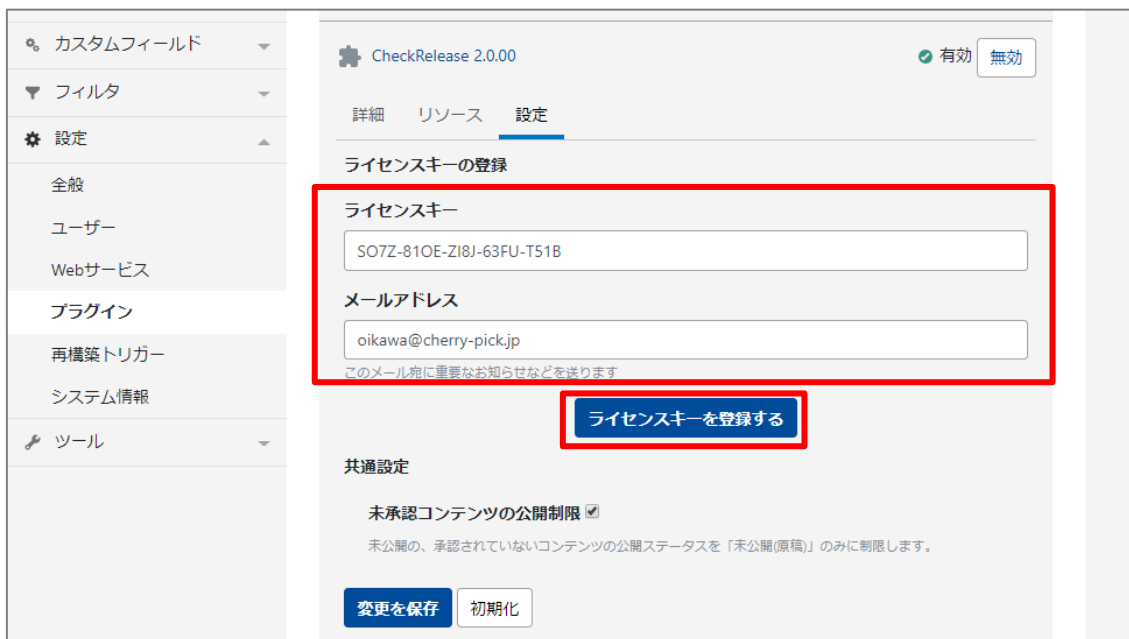 カスタムフィールド
フィルタ
設定
全般
ユーザー
Webサービス
プラグイン
再構築トリガー
システム情報
ツール
CheckRelease 2.0.00
有効 無効
詳細 リソース 設定
ライセンスキーの登録
ライセンスキー
SO7Z-81OE-ZI8J-63FU-T51B
メールアドレス
oikawa@cherry-pick.jp
このメール宛に重要なお知らせなどを送ります
ライセンスキーを登録する
共通設定
未承認コンテンツの公開制限
未公開の、承認されていないコンテンツの公開ステータスを「未公開(原稿)」のみに制限します。
変更を保存 初期化